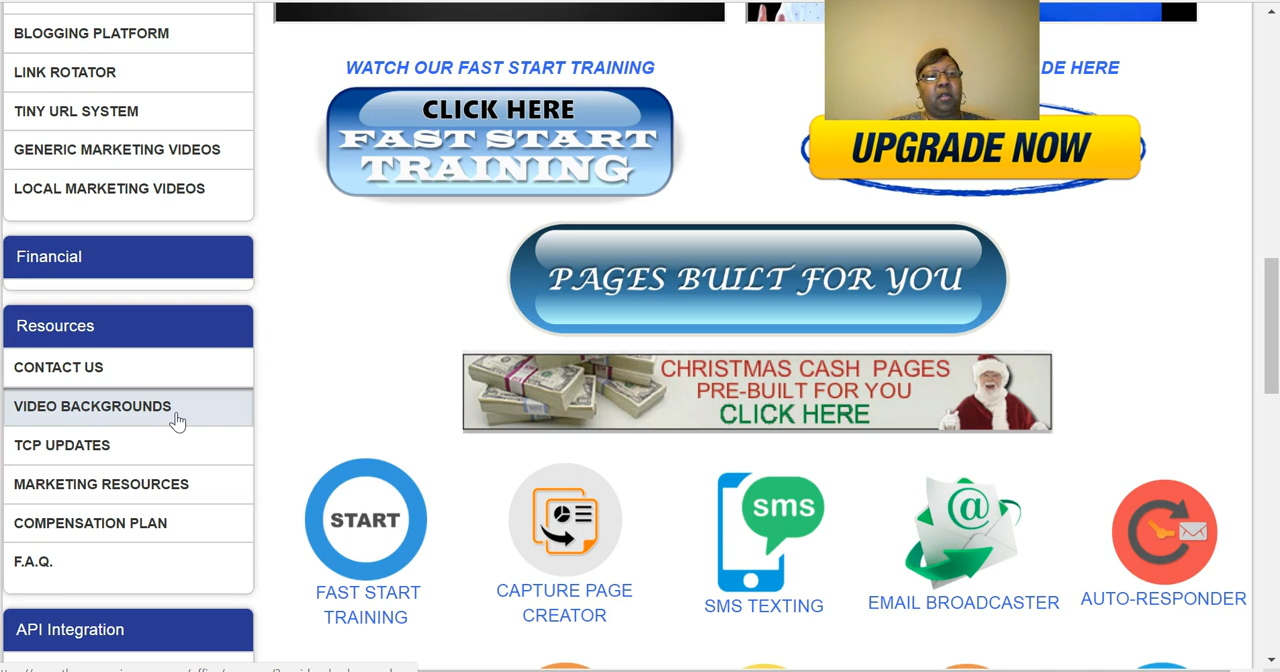 BLOGGING PLATFORM
LINK ROTATOR
TINY URL SYSTEM
GENERIC MARKETING VIDEOS
LOCAL MARKETING VIDEOS
Financial
Resources
CONTACT US
VIDEO BACKGROUNDS
TCP UPDATES
MARKETING RESOURCES
COMPENSATION PLAN
F.A.Q.
API Integration
WATCH OUR FAST START TRAINING
CLICK HERE
FAST START
TRAINING
DE HERE
UPGRADE NOW
PAGES BUILT FOR YOU
CHRISTMAS CASH PAGES
PRE-BUILT FOR YOU
CLICK HERE
START
FAST START
TRAINING
CAPTURE PAGE
CREATOR
sms
SMS TEXTING
@
EMAIL BROADCASTER
AUTO-RESPONDER